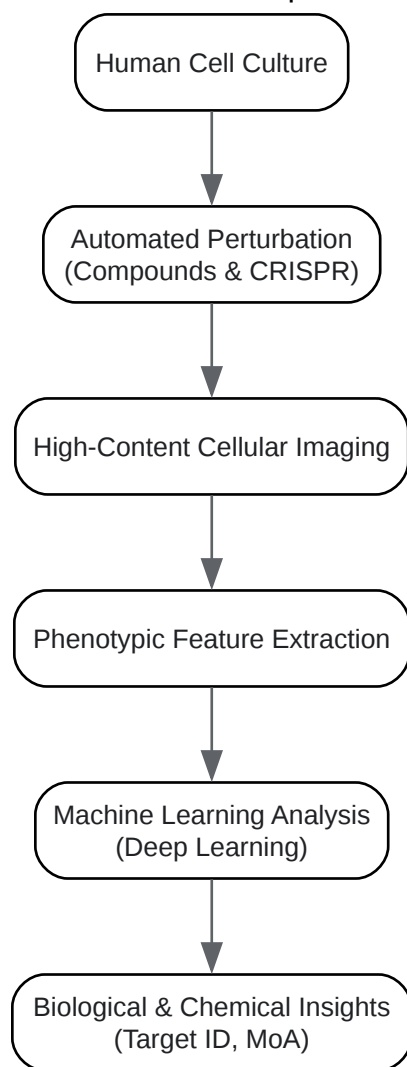 Human Cell Culture
Automated Perturbation
(Compounds & CRISPR)
High-Content Cellular Imaging
Phenotypic Feature Extraction
Machine Learning Analysis
(Deep Learning)
Biological & Chemical Insights
(Target ID, MoA)